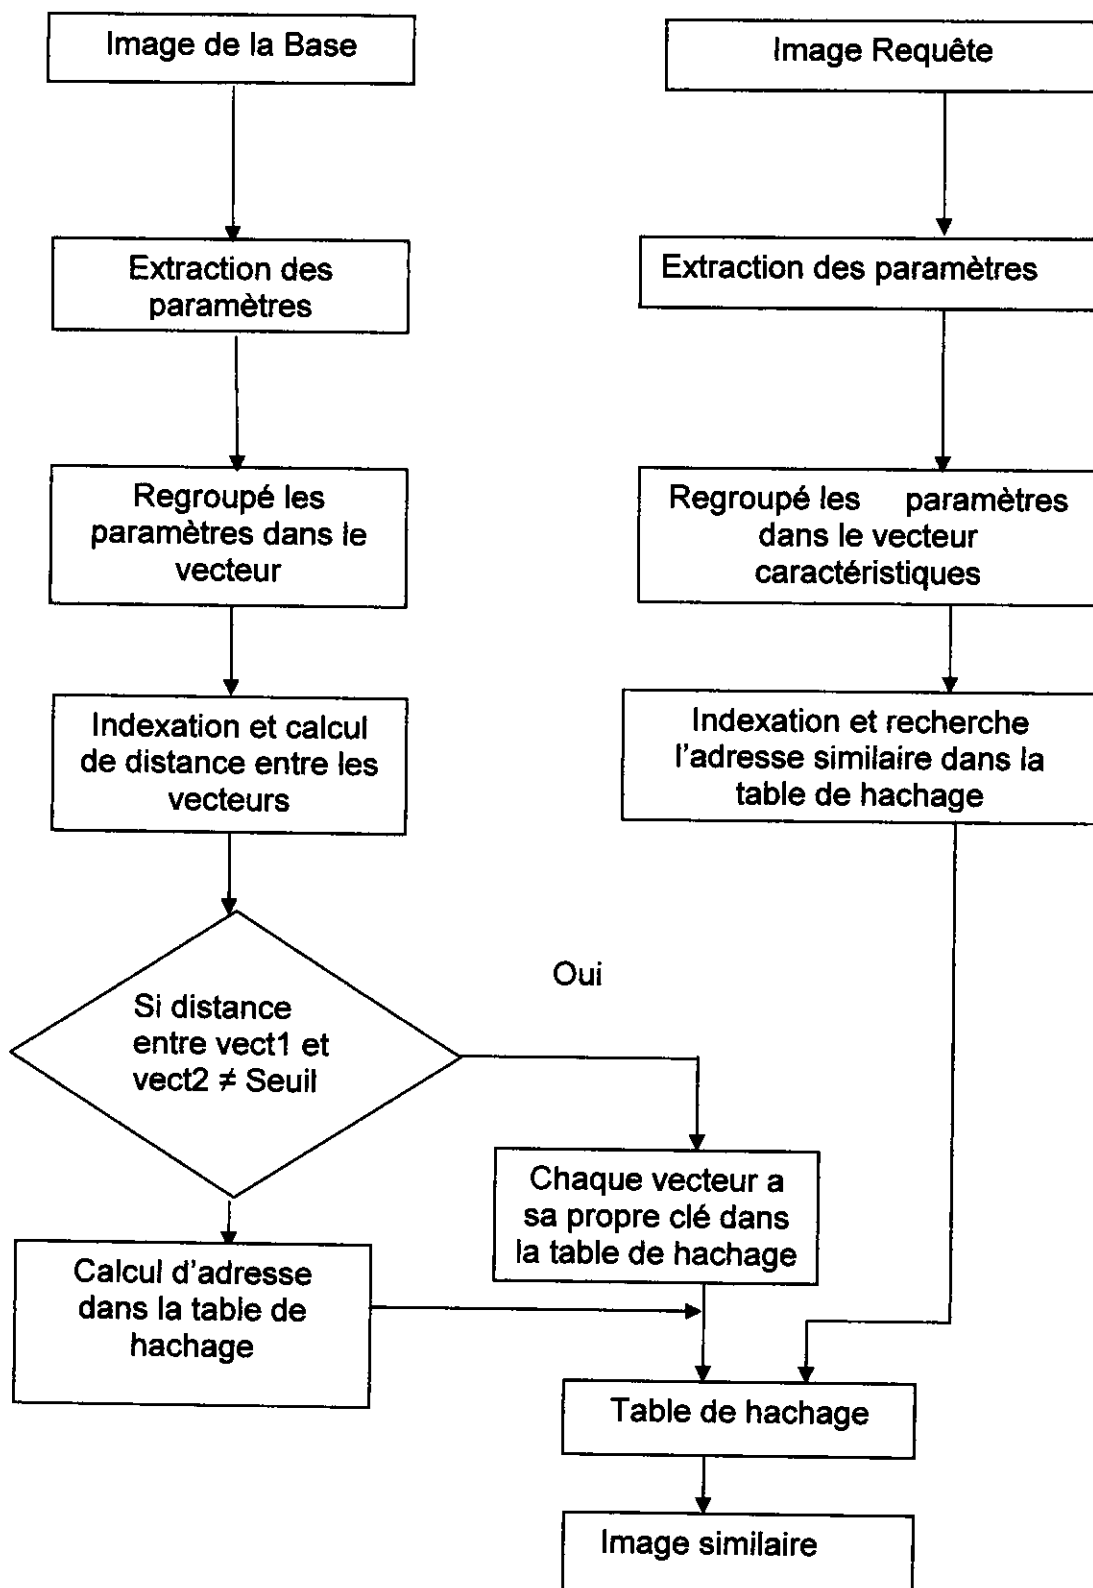 Image de la Base
Image Requête
Extraction des
paramètres
Extraction des paramètres
Regroupé les
paramètres dans le
vecteur
Regroupé les paramètres
dans le vecteur
caractéristiques
Indexation et calcul
de distance entre les
vecteurs
Indexation et recherche
l'adresse similaire dans la
table de hachage
Oui
Si distance
entre vect1 et
vect2 ≠ Seuil
Chaque vecteur a
sa propre clé dans
la table de hachage
Calcul d'adresse
dans la table de
hachage
Table de hachage
Image similaire